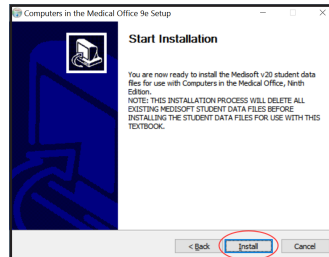 Computers in the Medical Office 9e Setup
Start Installation
You are now ready to install the Medisoft v20 student data
files for use with Computers in the Medical Office, Ninth
Edition.
NOTE: THIS INSTALLATION PROCESS WILL DELETE ALL
EXISTING MEDISOFT STUDENT DATA FILES BEFORE
INSTALLING THE STUDENT DATA FILES FOR USE WITH THIS
TEXTBOOK.
< Back Install Cancel